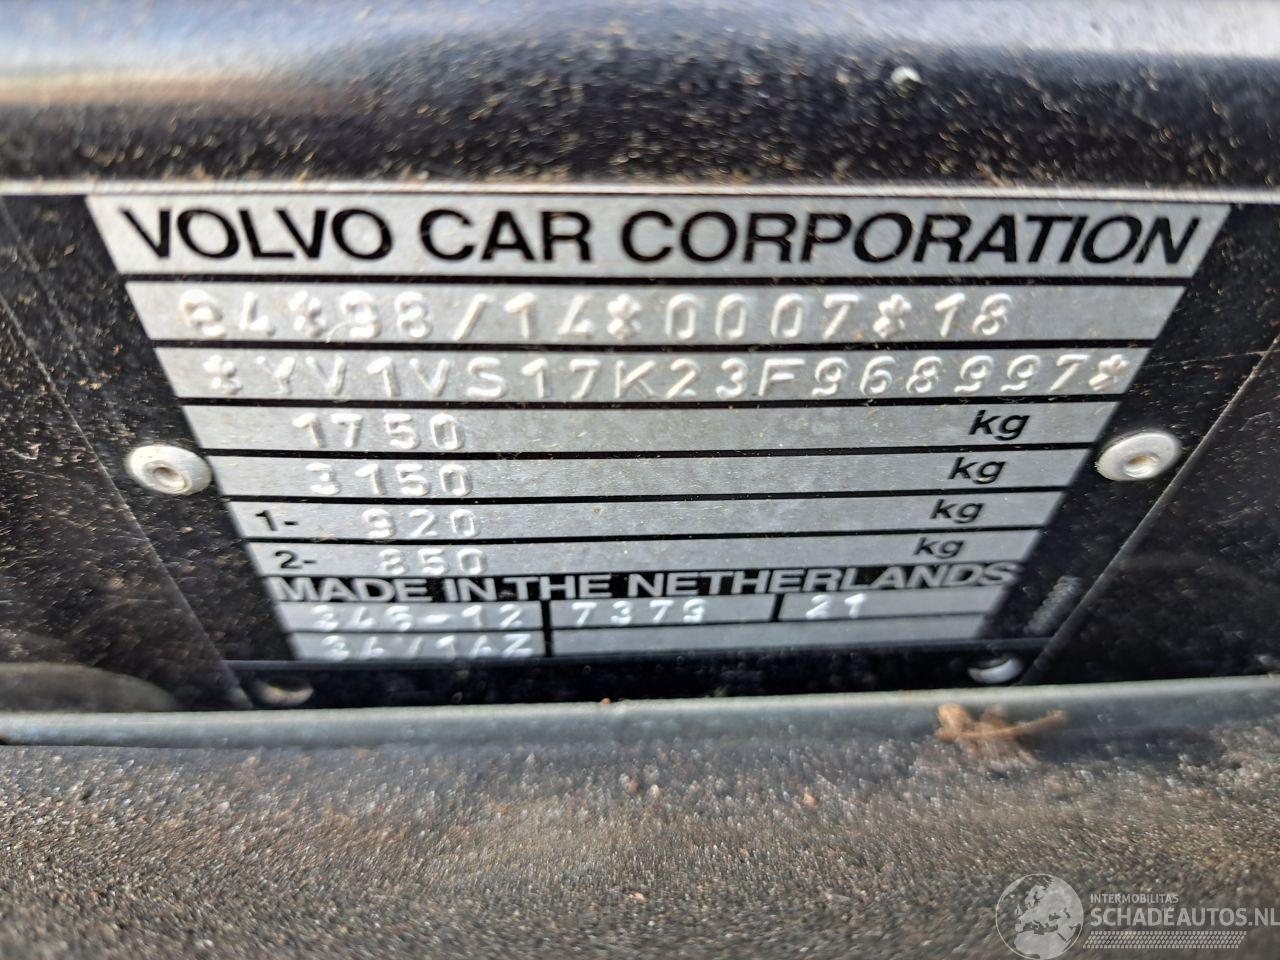 VOLVO CAR CORPORATION
e4*98/14*0007*18
*YV1VS17K23F968997*
1750 kg
3150 kg
1- 920 kg
2- 850 kg
MADE IN THE NETHERLANDS
346-12 7379 21
34/14Z
INTERMOBILITAS
SCHADEAUTOS.NL